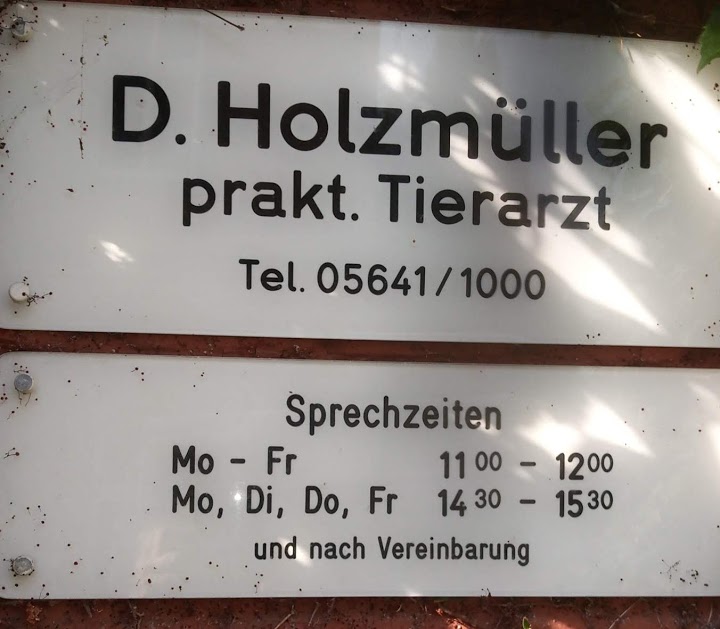 D. Holzmüller
prakt. Tierarzt
Tel. 05641/1000
Sprechzeiten
Mo - Fr 11 00 - 12 00
Mo, Di, Do, Fr 14 30 - 15 30
und nach Vereinbarung